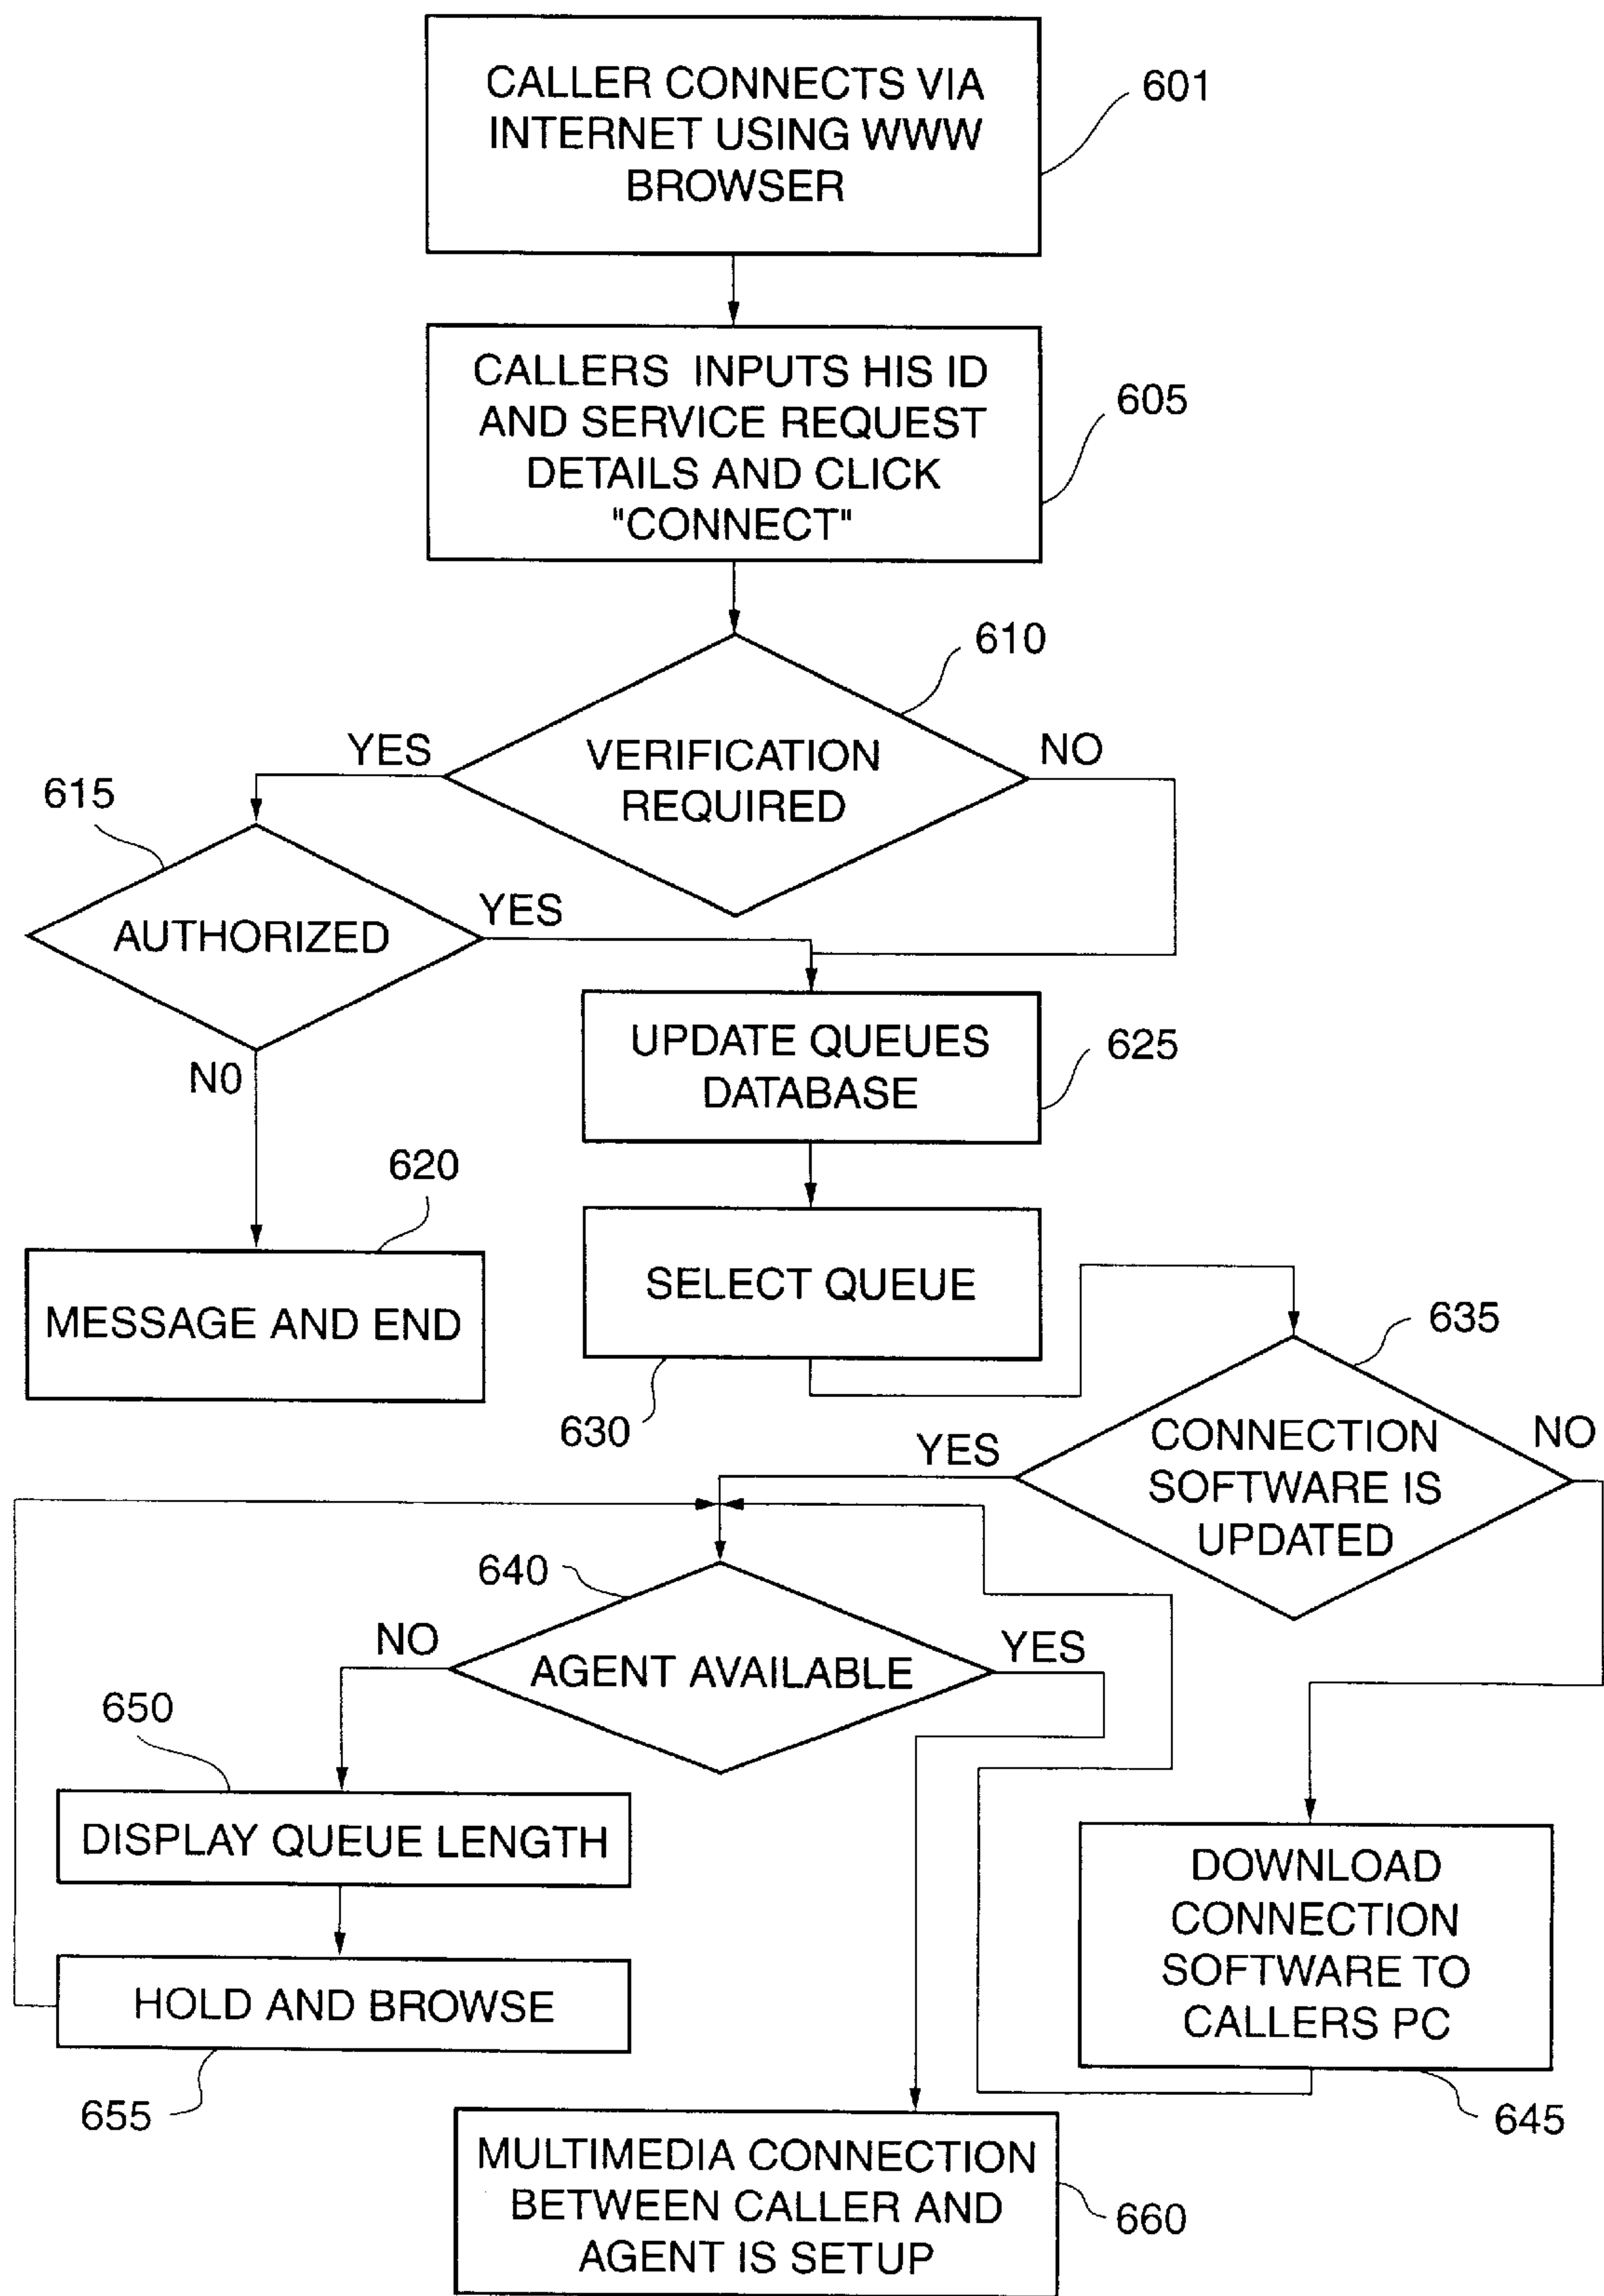 CALLER CONNECTS VIA
INTERNET USING WWW
BROWSER
601
CALLERS INPUTS HIS ID
AND SERVICE REQUEST
DETAILS AND CLICK
"CONNECT"
605
610
VERIFICATION
REQUIRED
YES
NO
615
AUTHORIZED
YES
N0
UPDATE QUEUES
DATABASE
625
620
MESSAGE AND END
SELECT QUEUE
630
635
CONNECTION
SOFTWARE IS
UPDATED
YES
NO
640
AGENT AVAILABLE
NO
YES
650
DISPLAY QUEUE LENGTH
HOLD AND BROWSE
655
DOWNLOAD
CONNECTION
SOFTWARE TO
CALLERS PC
645
MULTIMEDIA CONNECTION
BETWEEN CALLER AND
AGENT IS SETUP
660